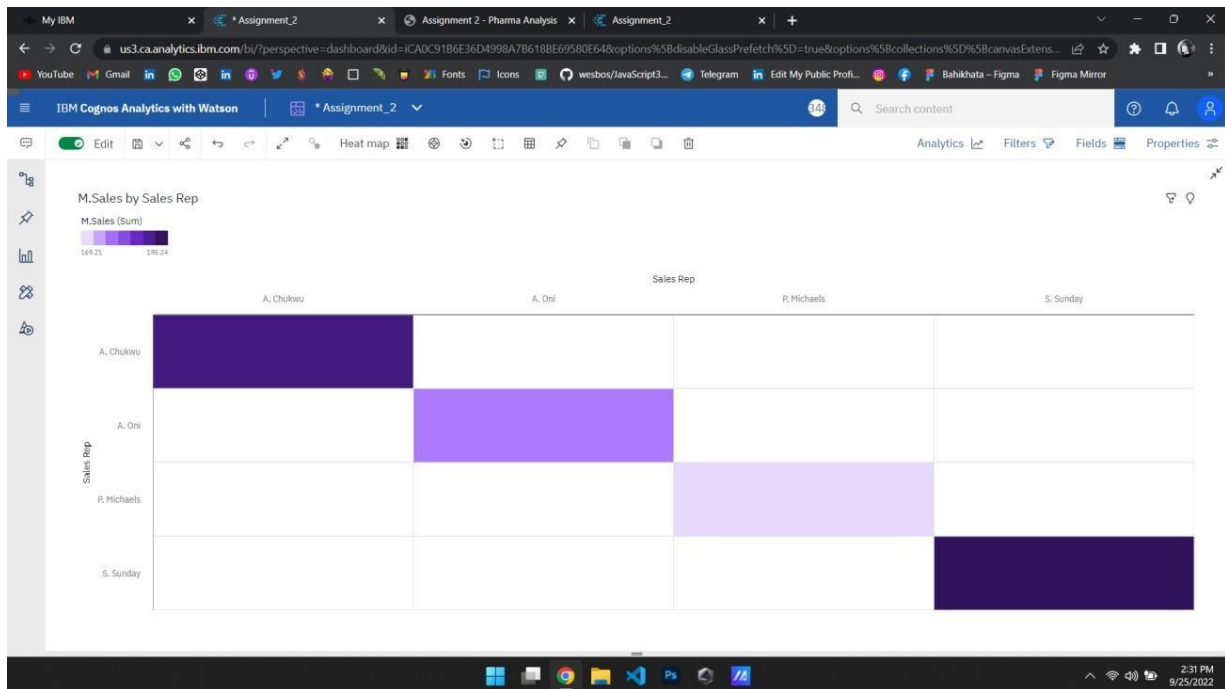 My IBM
* Assignment_2
Assignment 2 - Pharma Analysis
Assignment_2
us3.ca.analytics.ibm.com/bi/?perspective=dashboard&id=iCA0C91B6E36D4998A7B618BE69580E64&options%5BdisableGlassPrefetch%5D=true&options%5Bcollections%5D%5BcanvasExtens...
YouTube Gmail Fonts Icons wesbos/JavaScript3... Telegram Edit My Public Profi... Bahikhata – Figma Figma Mirror »
IBM Cognos Analytics with Watson
* Assignment_2
Search content
Edit
Heat map
Analytics Filters Fields Properties
M.Sales by Sales Rep
M.Sales (Sum)
169.21 195.24
Sales Rep
A. Chukwu A. Oni P. Michaels S. Sunday
A. Chukwu
A. Oni
Sales Rep
P. Michaels
S. Sunday
Ps
2:31 PM
9/25/2022